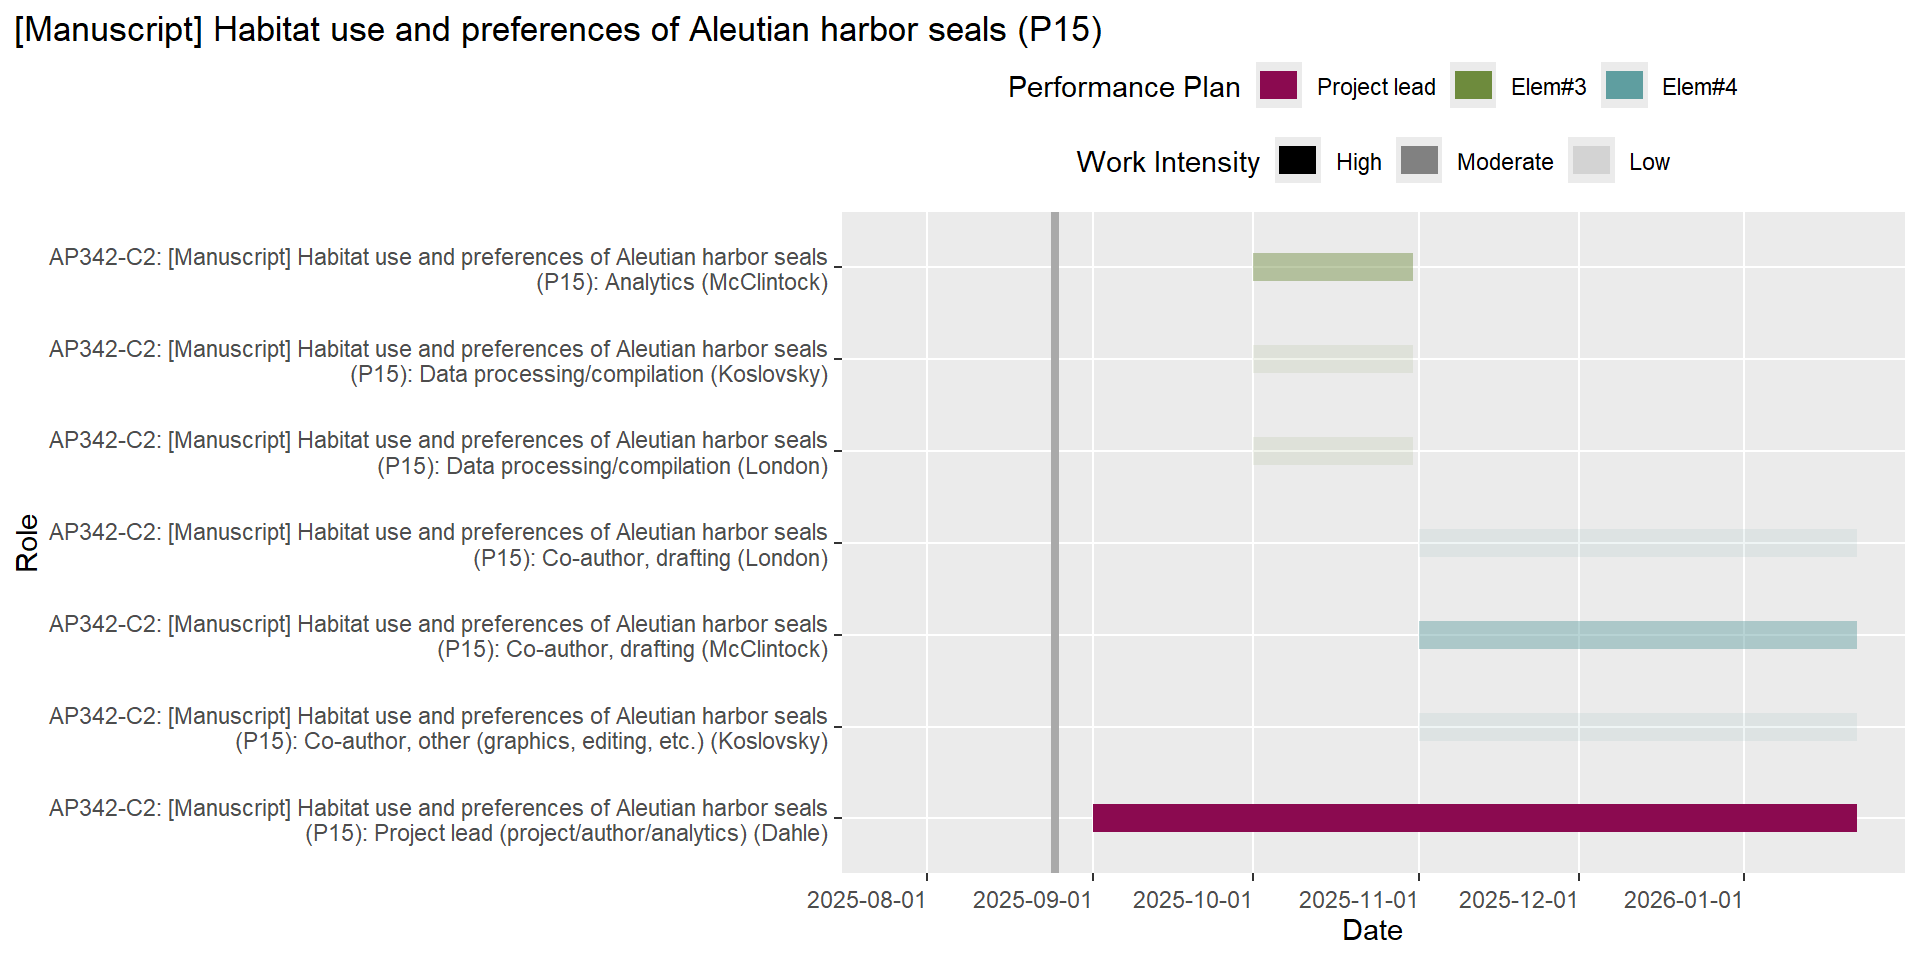 [Manuscript] Habitat use and preferences of Aleutian harbor seals (P15)
Performance Plan Project lead Elem#3 Elem#4
Work Intensity High Moderate Low
AP342-C2: [Manuscript] Habitat use and preferences of Aleutian harbor seals
(P15): Analytics (McClintock)
AP342-C2: [Manuscript] Habitat use and preferences of Aleutian harbor seals
(P15): Data processing/compilation (Koslovsky)
AP342-C2: [Manuscript] Habitat use and preferences of Aleutian harbor seals
(P15): Data processing/compilation (London)
Role
AP342-C2: [Manuscript] Habitat use and preferences of Aleutian harbor seals
(P15): Co-author, drafting (London)
AP342-C2: [Manuscript] Habitat use and preferences of Aleutian harbor seals
(P15): Co-author, drafting (McClintock)
AP342-C2: [Manuscript] Habitat use and preferences of Aleutian harbor seals
(P15): Co-author, other (graphics, editing, etc.) (Koslovsky)
AP342-C2: [Manuscript] Habitat use and preferences of Aleutian harbor seals
(P15): Project lead (project/author/analytics) (Dahle)
2025-08-01 2025-09-01 2025-10-01 2025-11-01 2025-12-01 2026-01-01
Date